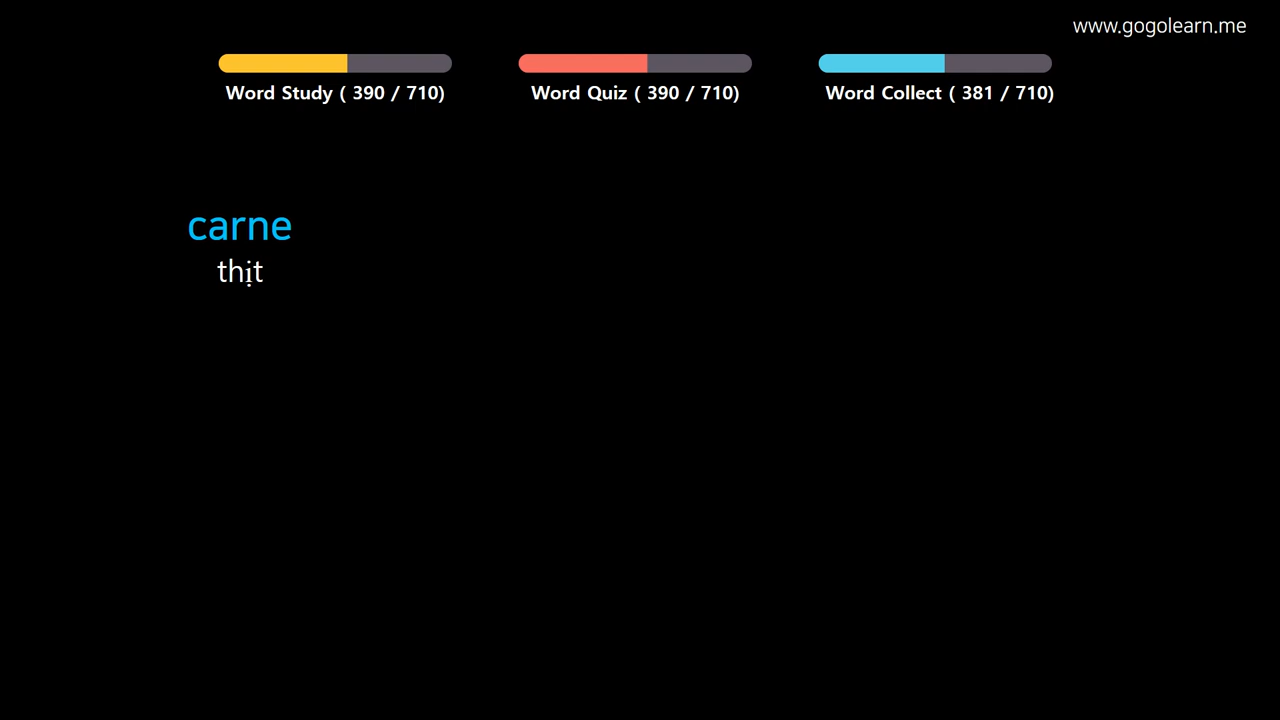 www.gogolearn.me
Word Study ( 390 / 710)
Word Quiz ( 390 / 710)
Word Collect ( 381 / 710)
carne
thịt